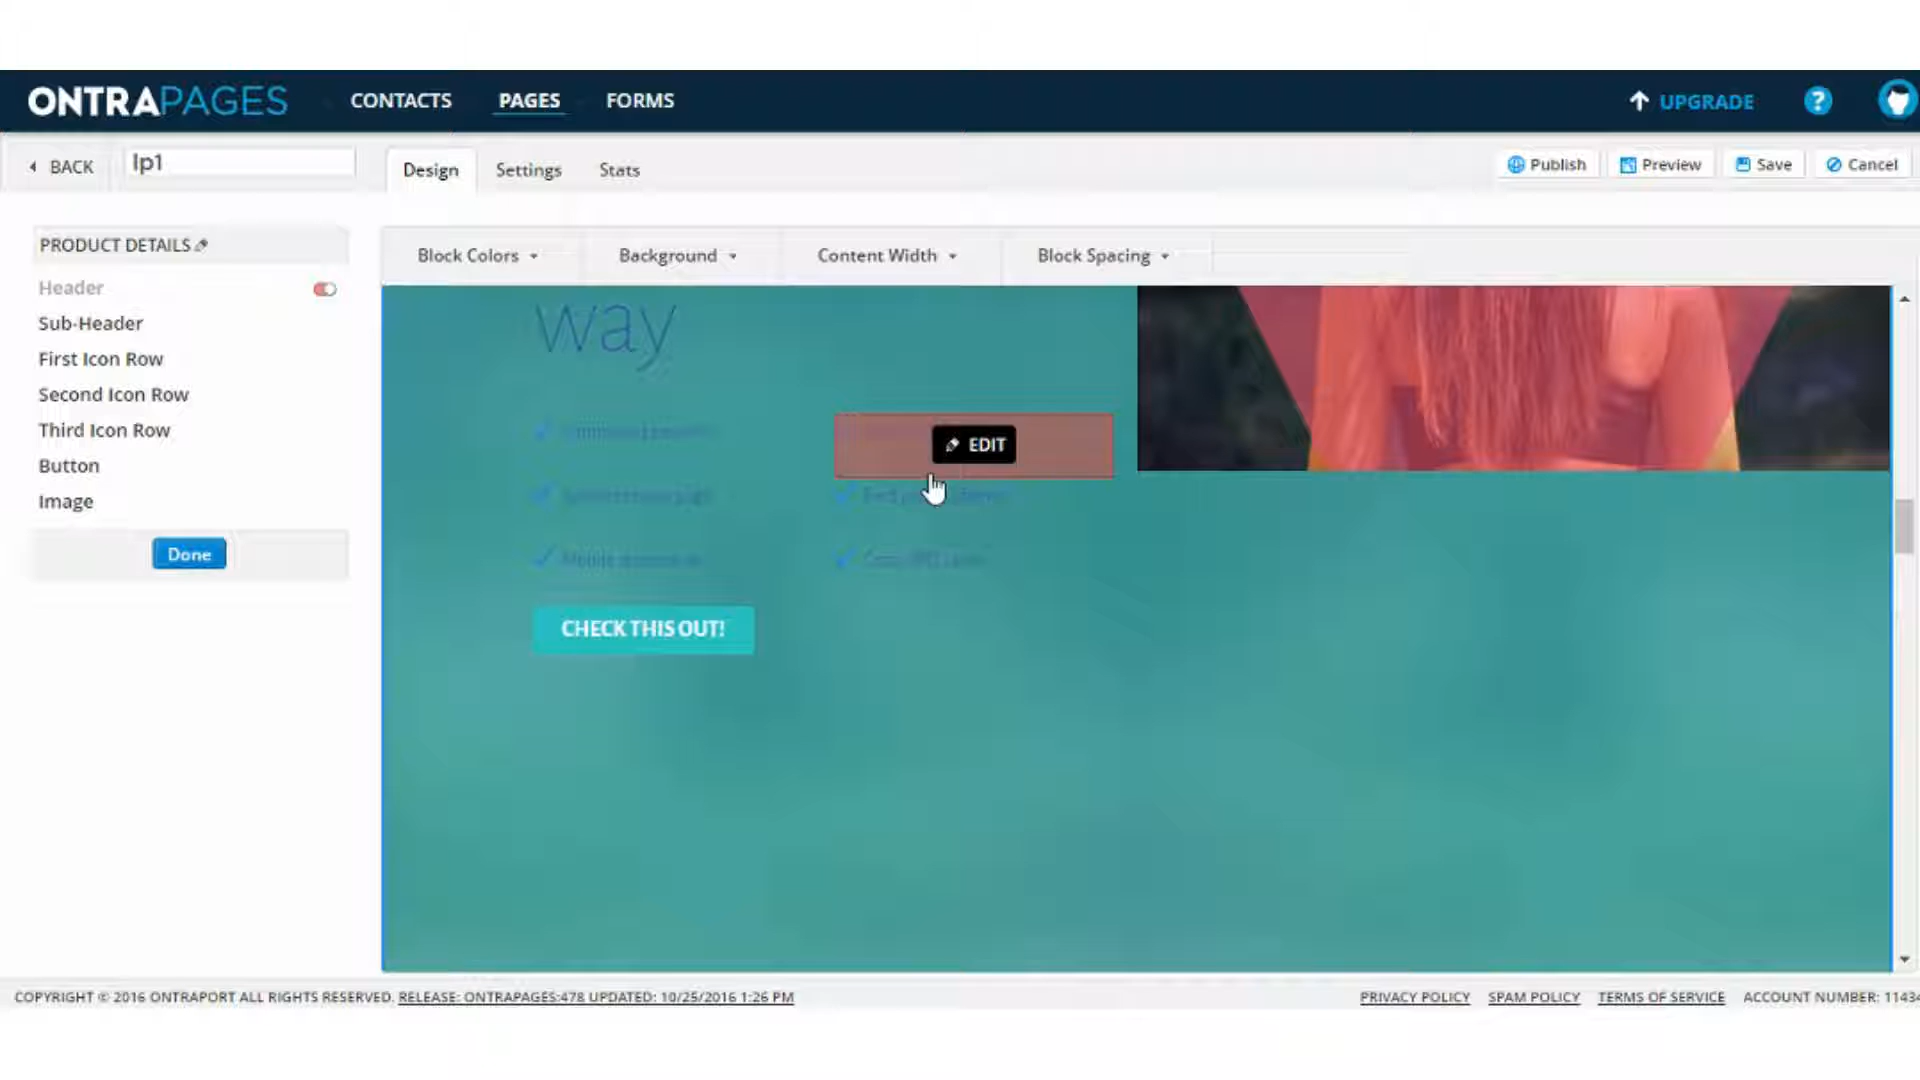 ONTRAPAGES CONTACTS PAGES FORMS UPGRADE ?
BACK lp1 Design Settings Stats Publish Preview Save Cancel
PRODUCT DETAILS
Header
Sub-Header
First Icon Row
Second Icon Row
Third Icon Row
Button
Image
Done
Block Colors Background Content Width Block Spacing
way
EDIT
CHECK THIS OUT!
COPYRIGHT © 2016 ONTRAPORT ALL RIGHTS RESERVED. RELEASE: ONTRAPAGES:478 UPDATED: 10/25/2016 1:26 PM PRIVACY POLICY SPAM POLICY TERMS OF SERVICE ACCOUNT NUMBER: 11434